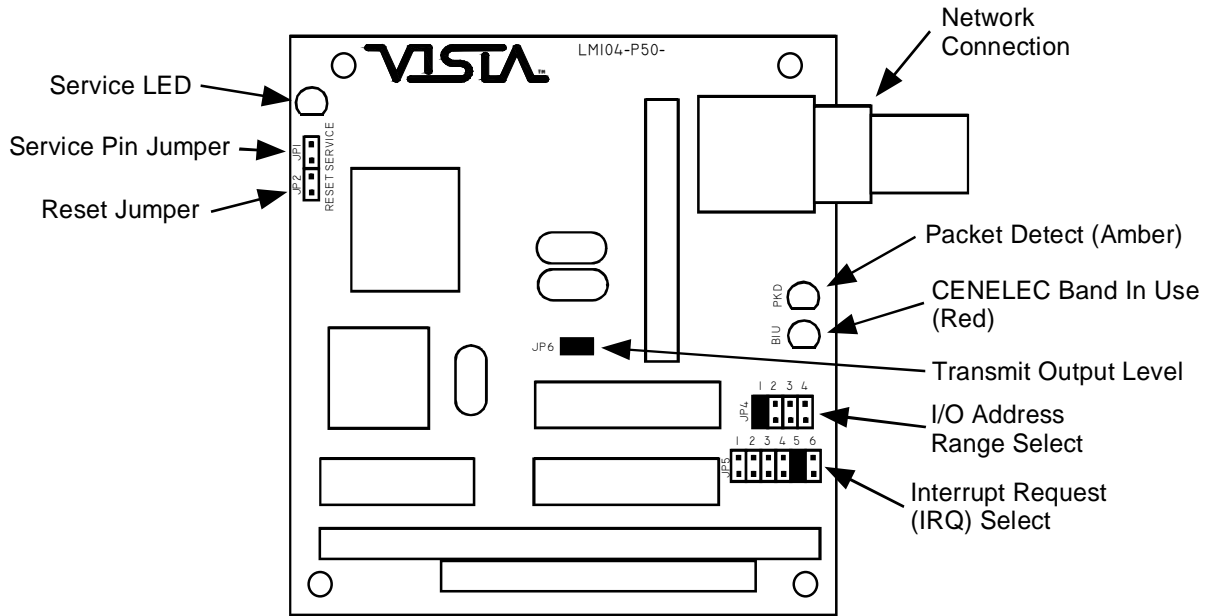 Network
Connection
VISTA™
LMI04-P50-
Service LED
Service Pin Jumper
JP1
SERVICE
Reset Jumper
JP2
RESET
Packet Detect (Amber)
PKD
CENELEC Band In Use
(Red)
BIU
JP6
Transmit Output Level
1 2 3 4
JP4
I/O Address
Range Select
1 2 3 4 5 6
JP5
Interrupt Request
(IRQ) Select